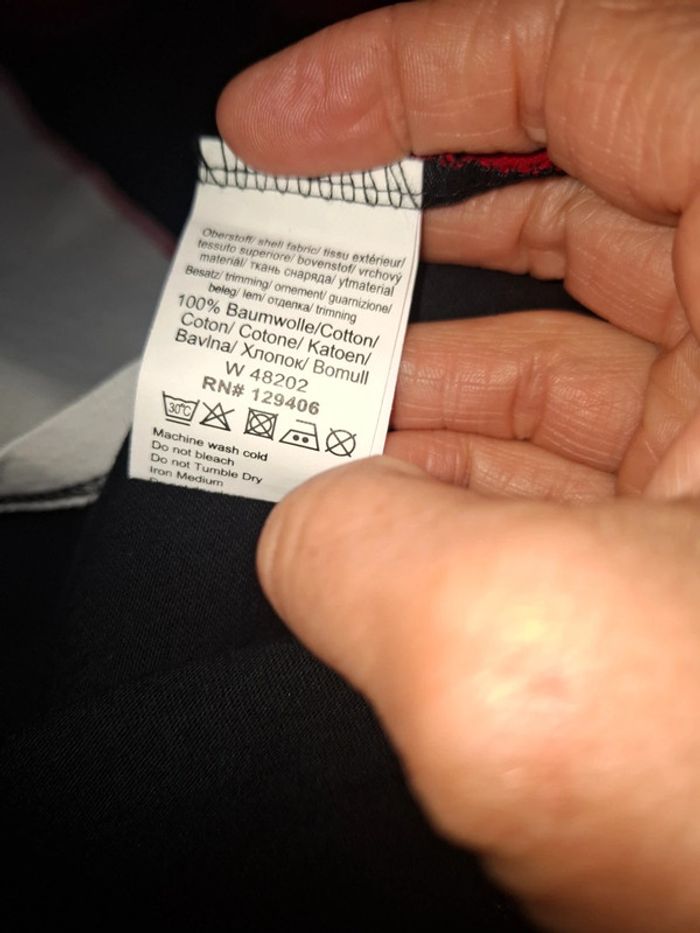 Oberstoff/ shell fabric/ tissu extérieur/
tessuto superiore/ bovenstof/ vrchový
materiál/ ткань снаряда/ ytmaterial
Besatz/ trimming/ ornement/ guarnizione/
beleg/ lem/ отделка/ trimming
100% Baumwolle/Cotton/
Coton/ Cotone/ Katoen/
Bavlna/ Хлопок/ Bomull
W 48202
RN# 129406
30°C
Machine wash cold
Do not bleach
Do not Tumble Dry
Iron Medium